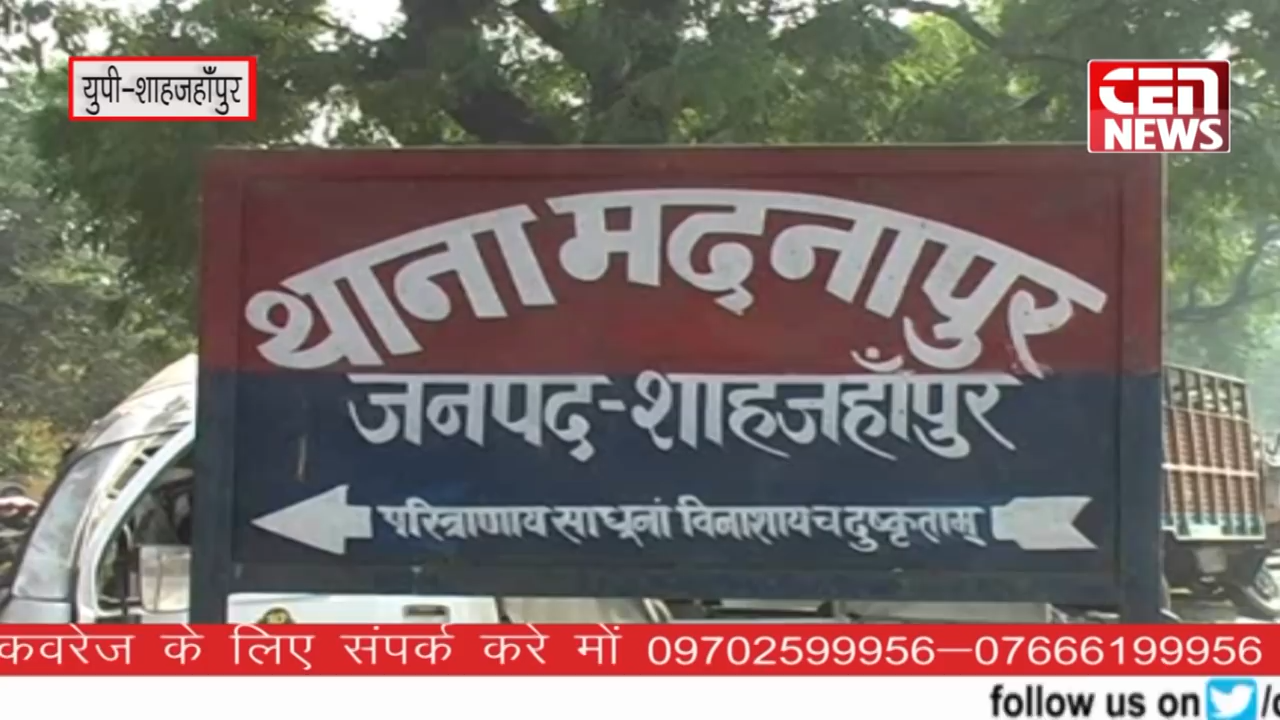 युपी-शाहजहाँपुर
CEN
NEWS
थाना मदनापुर
जनपद-शाहजहाँपुर
परित्राणाय साधूनां विनाशाय च दुष्कृताम्
कवरेज के लिए संपर्क करे मों 09702599956-07666199956
follow us on